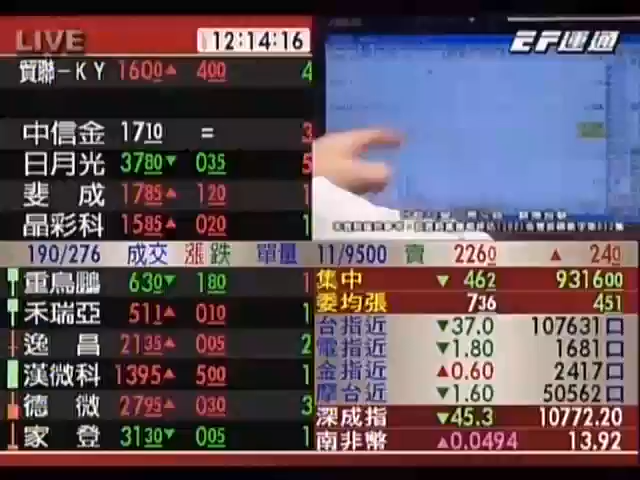 LIVE 12:14:16
EF運通
貿聯-KY 1600▲ 400 4
中信金 1710 = 3
日月光 3780▼ 035 5
斐成 1785▲ 120 1
晶彩科 1585▲ 020 1
190/276 成交 漲跌 單量 11/9500 賣 2260 ▲ 240
重鳥鵬 630▼ 180 1
集中 ▼ 462 931600
禾瑞亞 511▲ 010 1
委均張 736 451
台指近 ▼37.0 107631口
逸昌 2135▲ 005 2
電指近 ▼1.80 1681口
漢微科 1395▲ 500 1
金指近 ▲0.60 2417口
摩台近 ▼1.60 50562口
德微 2795▲ 030 3
深成指 ▼45.3 10772.20
家登 3130▼ 005 1
南非幣 ▲0.0494 13.92